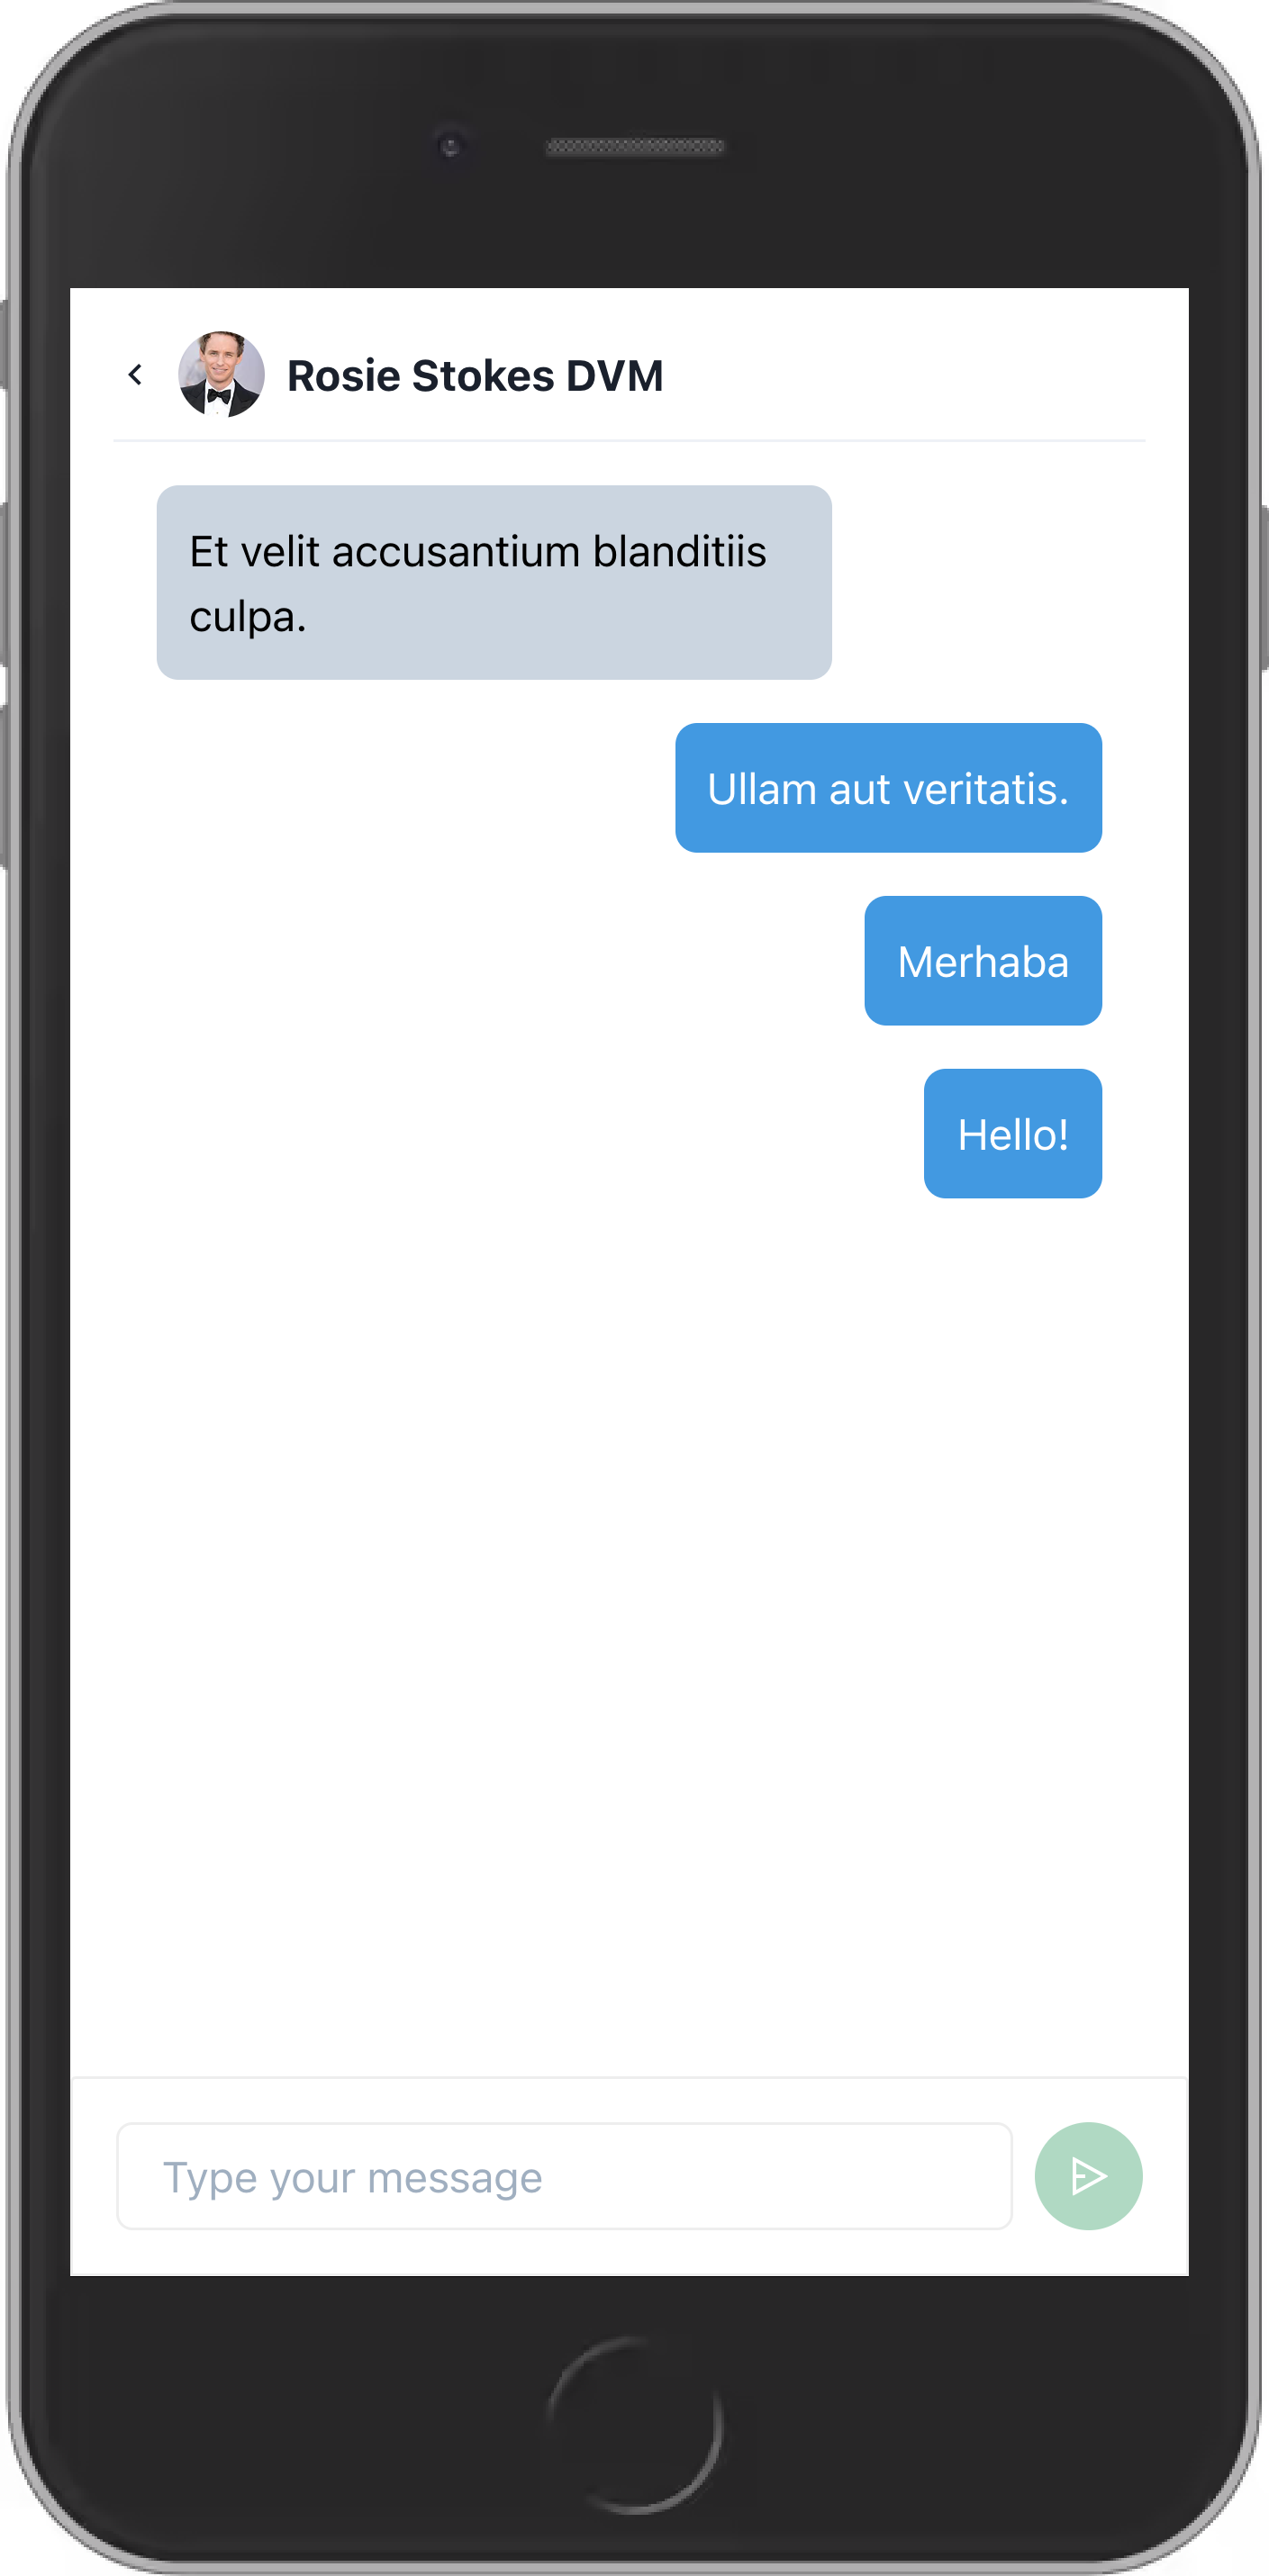 Rosie Stokes DVM
Et velit accusantium blanditiis
culpa.
Ullam aut veritatis.
Merhaba
Hello!
Type your message